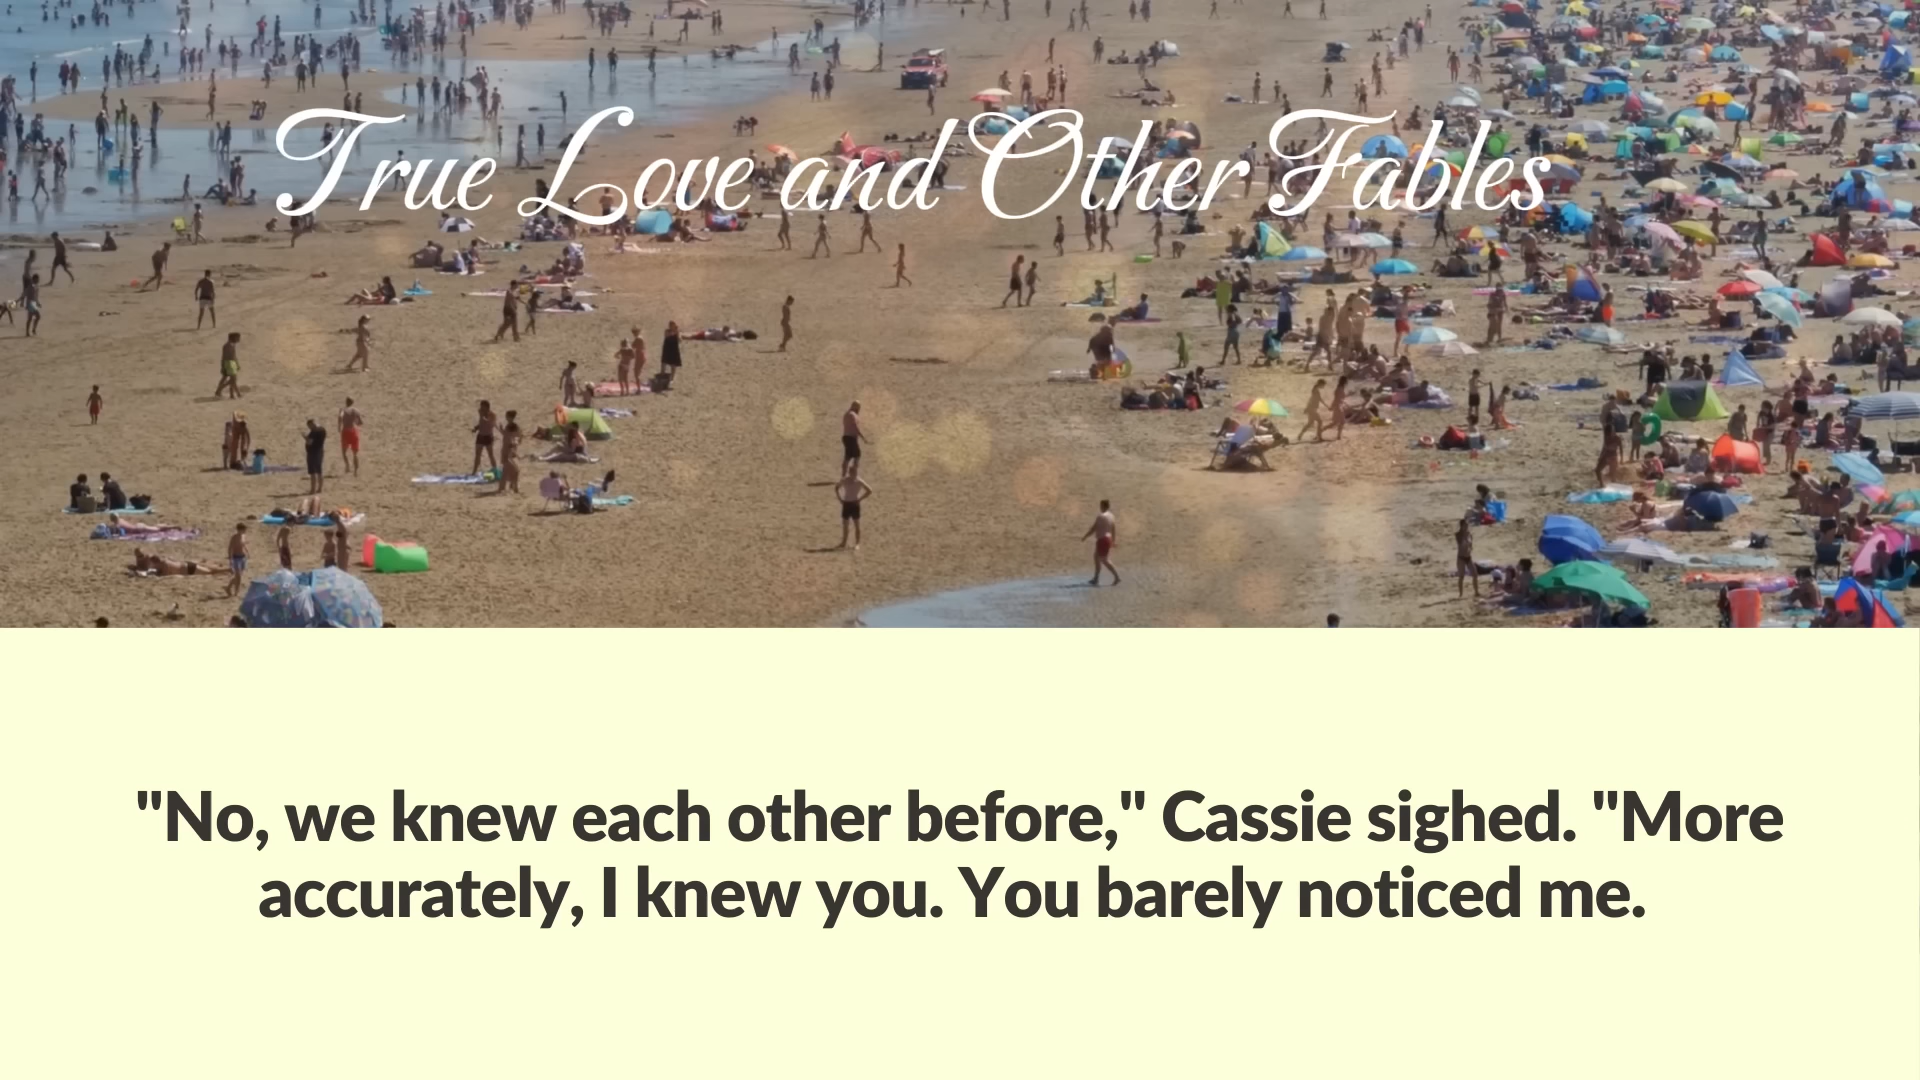 True Love and Other Fables
"No, we knew each other before," Cassie sighed. "More
accurately, I knew you. You barely noticed me.